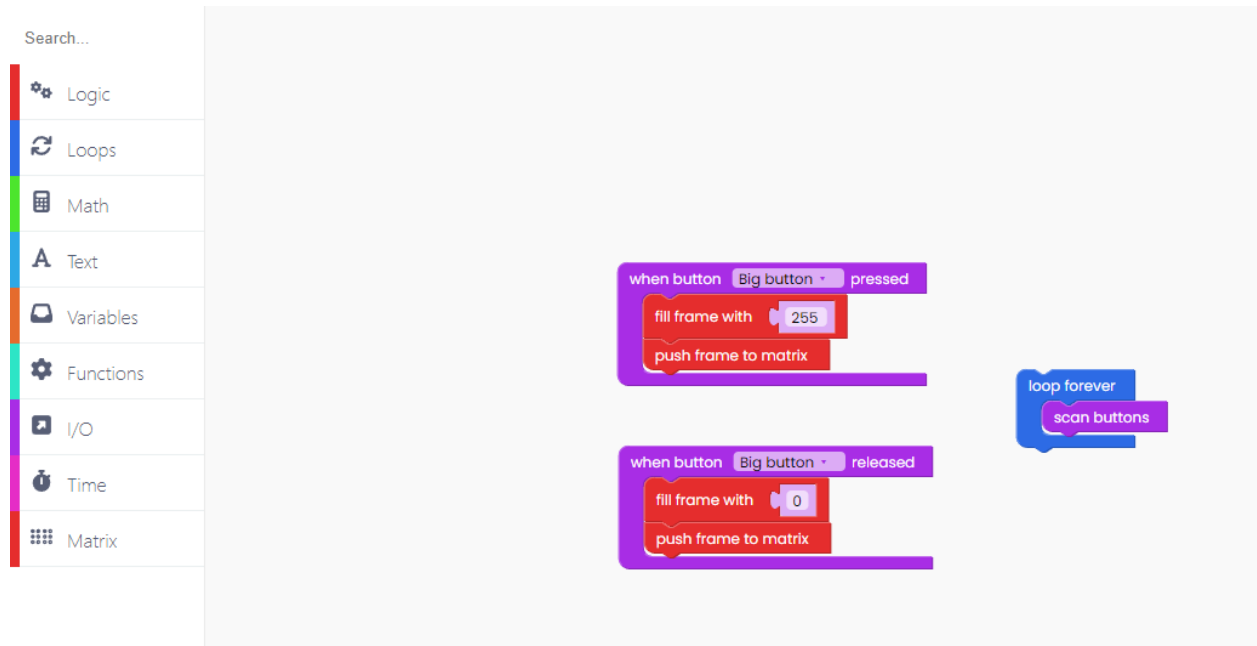 Search...
Logic
Loops
Math
Text
Variables
Functions
I/O
Time
Matrix
when button Big button pressed
fill frame with 255
push frame to matrix
when button Big button released
fill frame with 0
push frame to matrix
loop forever
scan buttons